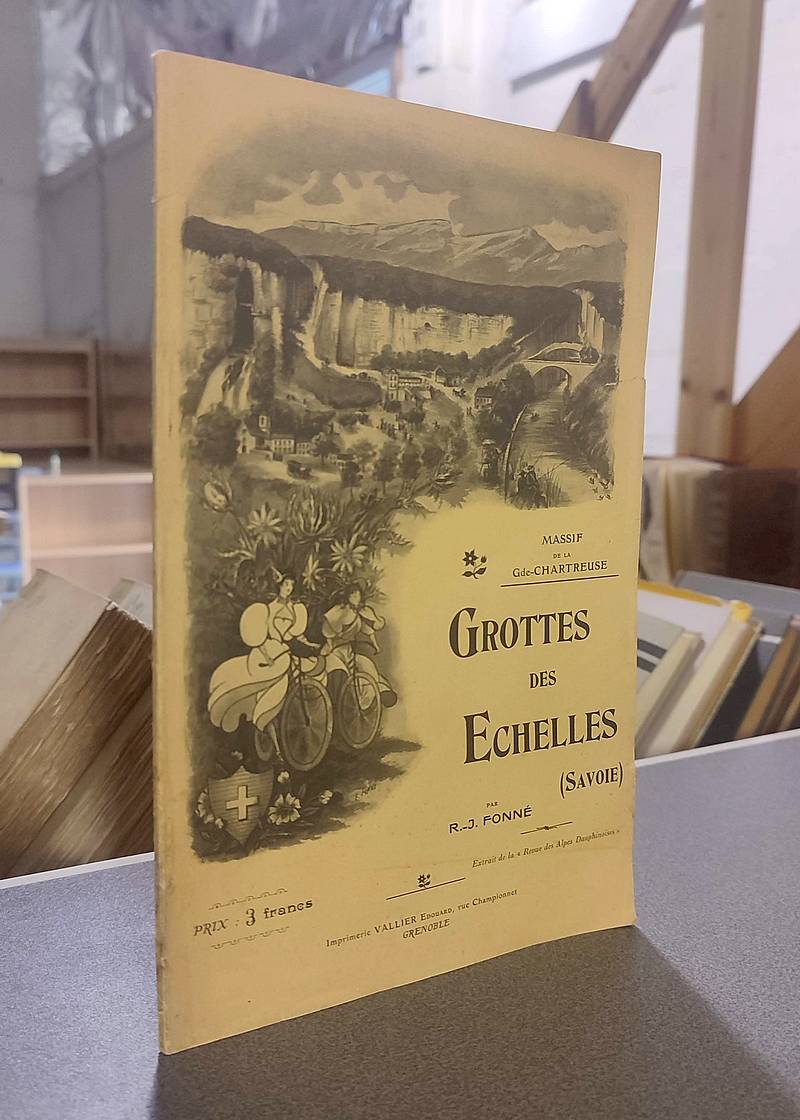 MASSIF
DE LA
Gde-CHARTREUSE
GROTTES
DES
ECHELLES
(SAVOIE)
PAR
R.-J. FONNÉ
Extrait de la « Revue des Alpes Dauphinoises »
PRIX : 3 francs
Imprimerie VALLIER EDOUARD, rue Championnet
GRENOBLE